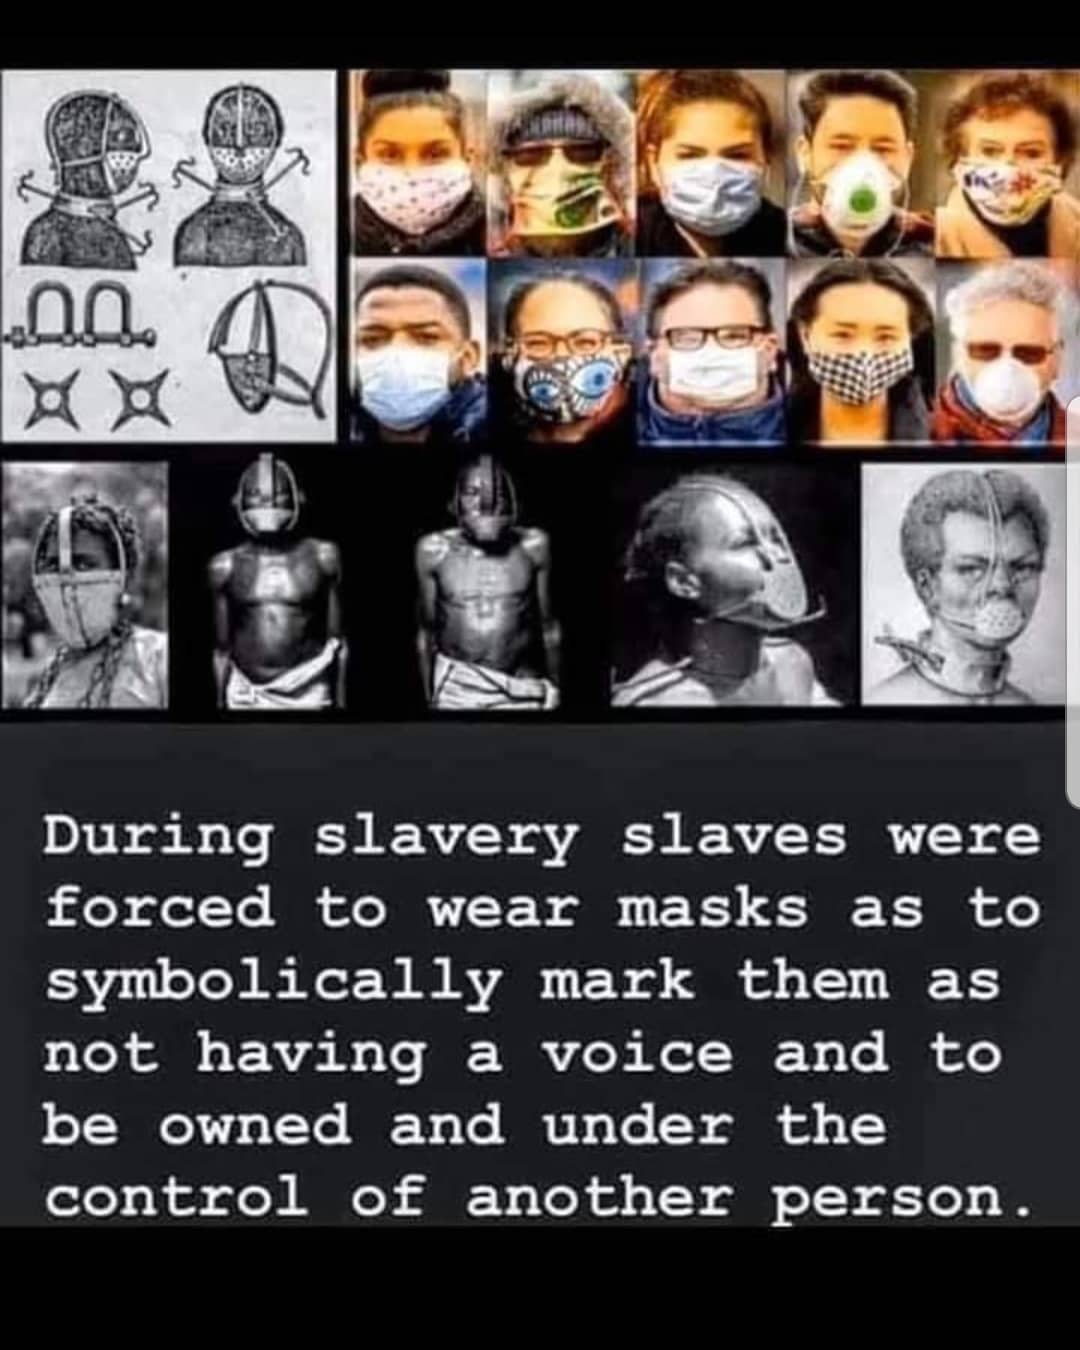 During slavery slaves were
forced to wear masks as to
symbolically mark them as
not having a voice and to
be owned and under the
control of another person.